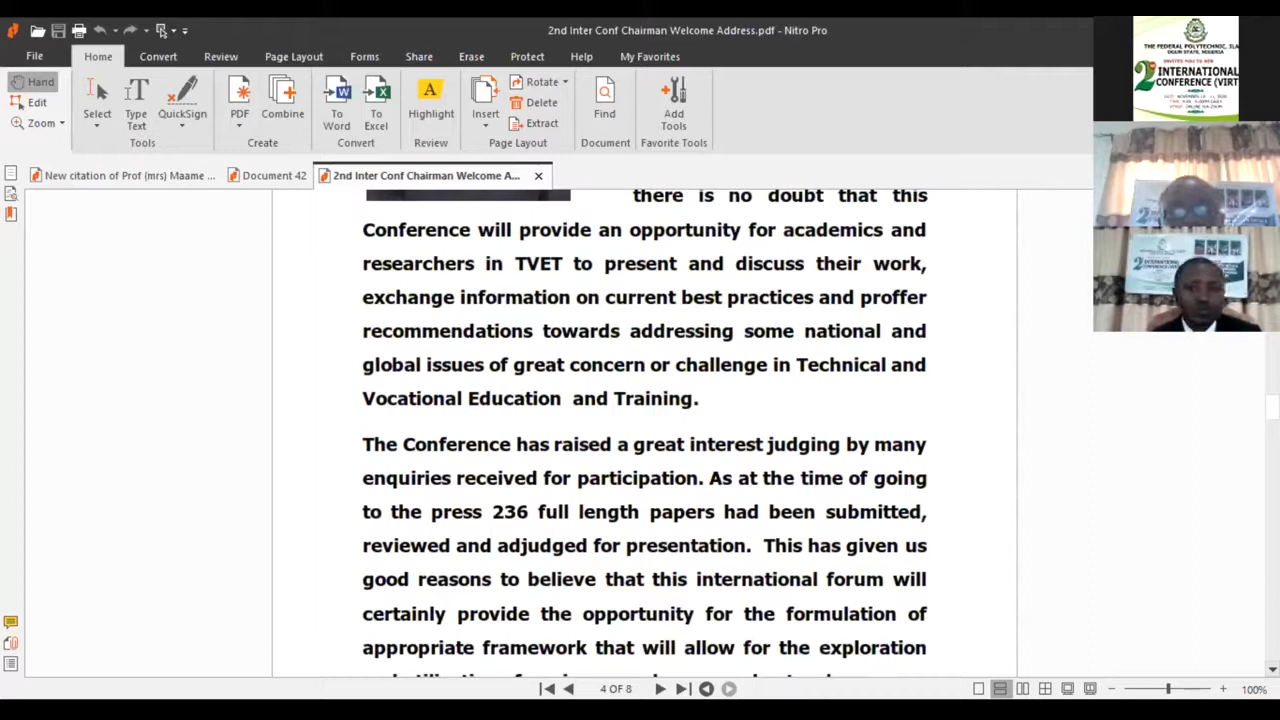 2nd Inter Conf Chairman Welcome Address.pdf - Nitro Pro
File Home Convert Review Page Layout Forms Share Erase Protect Help My Favorites
Hand
Edit
Zoom
Select
Type Text
QuickSign
Tools
PDF
Combine
Create
To Word
To Excel
Convert
Highlight
Review
Insert
Rotate
Delete
Extract
Page Layout
Find
Document
Add Tools
Favorite Tools
New citation of Prof (mrs) Maame ...
Document 42
2nd Inter Conf Chairman Welcome A...
there is no doubt that this
Conference will provide an opportunity for academics and
researchers in TVET to present and discuss their work,
exchange information on current best practices and proffer
recommendations towards addressing some national and
global issues of great concern or challenge in Technical and
Vocational Education and Training.
The Conference has raised a great interest judging by many
enquiries received for participation. As at the time of going
to the press 236 full length papers had been submitted,
reviewed and adjudged for presentation. This has given us
good reasons to believe that this international forum will
certainly provide the opportunity for the formulation of
appropriate framework that will allow for the exploration
4 OF 8
100%
THE FEDERAL POLYTECHNIC, ILA
OGUN STATE, NIGERIA
INVITES YOU TO HER
2
INTERNATIONAL
CONFERENCE (VIRT